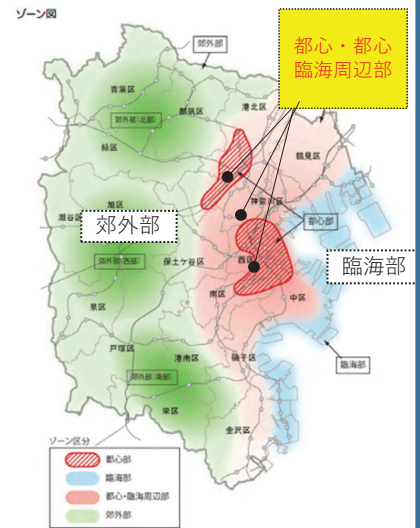 ゾーン図
都心・都心
臨海周辺部
郊外部
青葉区
都筑区
港北区
郊外部(北部)
緑区
鶴見区
旭区
神奈川区
瀬谷区
郊外部
都心部
西区
臨海部
郊外部(西部)
保土ケ谷区
南区
中区
泉区
戸塚区
港南区
磯子区
臨海部
郊外部(南部)
栄区
金沢区
ゾーン区分
都心部
臨海部
都心・臨海周辺部
郊外部